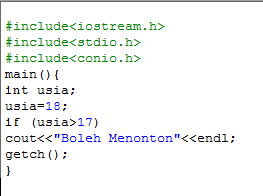 #include<iostream.h>
#include<stdio.h>
#include<conio.h>
main(){
int usia;
usia=18;
if (usia>17)
cout<<"Boleh Menonton"<<endl;
getch();
}